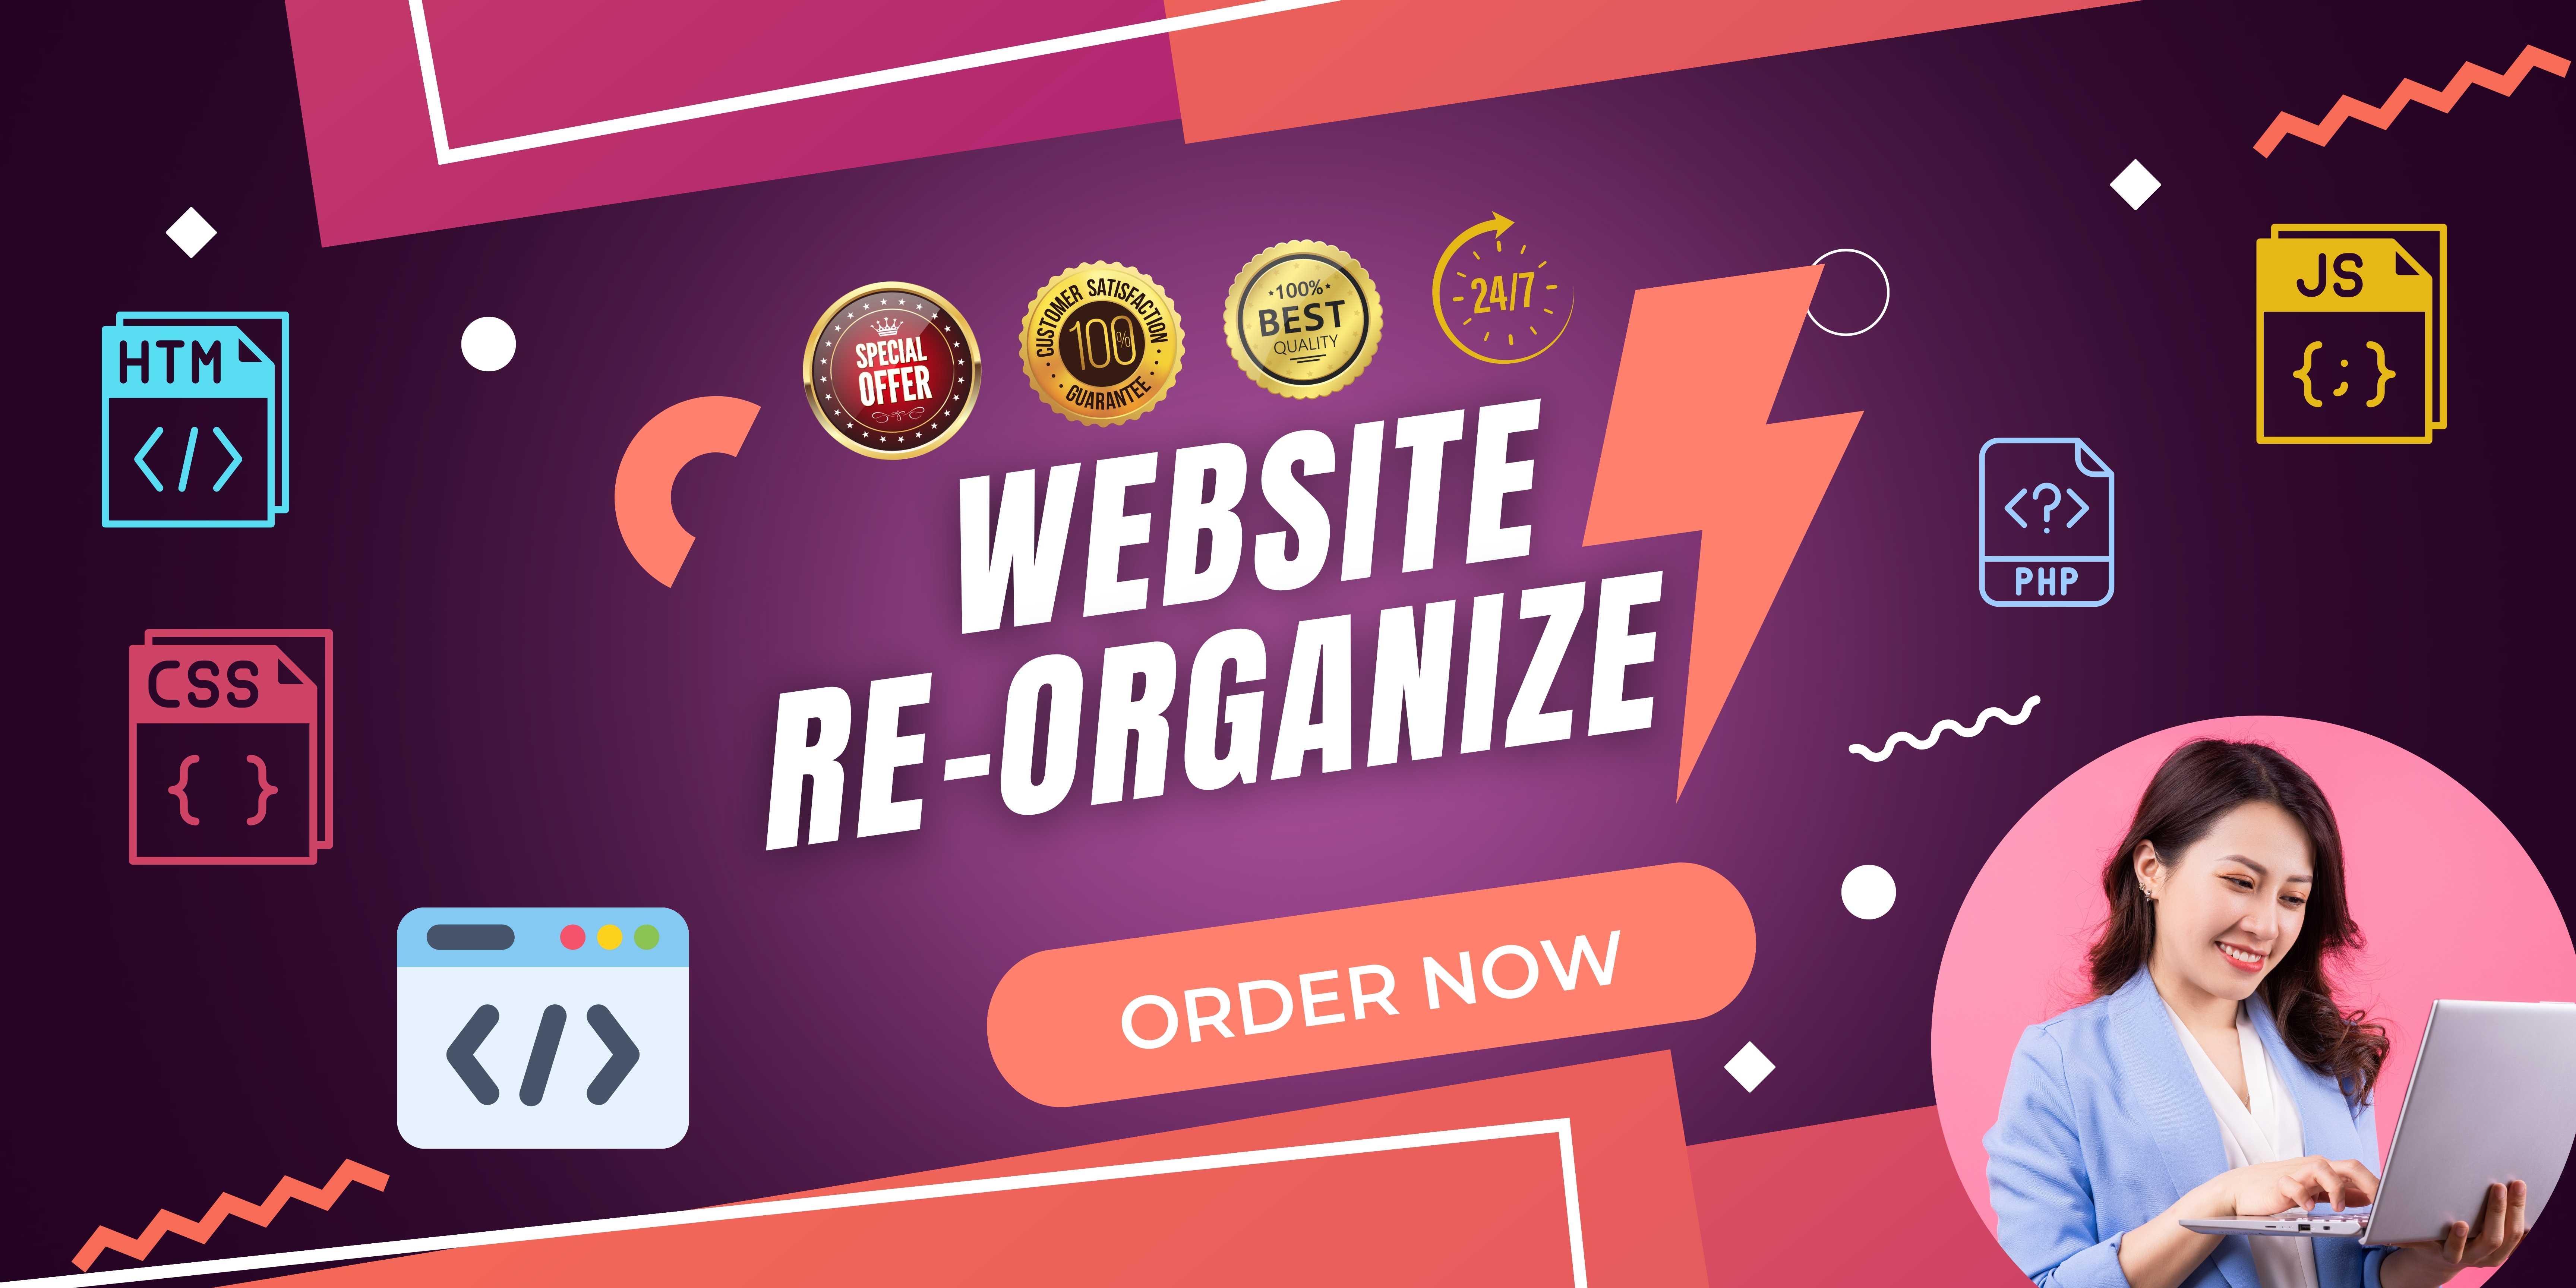 SPECIAL
OFFER
CUSTOMER SATISFACTION
100%
GUARANTEE
100%
BEST
QUALITY
24/7
JS
{;}
HTM
</>
WEBSITE
RE-ORGANIZE
<?>
PHP
CSS
{ }
</>
ORDER NOW